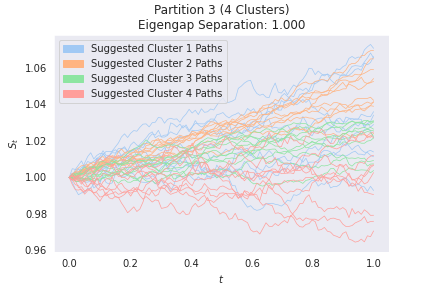 Partition 3 (4 Clusters)
Eigengap Separation: 1.000
Suggested Cluster 1 Paths
Suggested Cluster 2 Paths
Suggested Cluster 3 Paths
Suggested Cluster 4 Paths
1.06
1.04
1.02
1.00
0.98
0.96
S_t
0.0 0.2 0.4 0.6 0.8 1.0
t